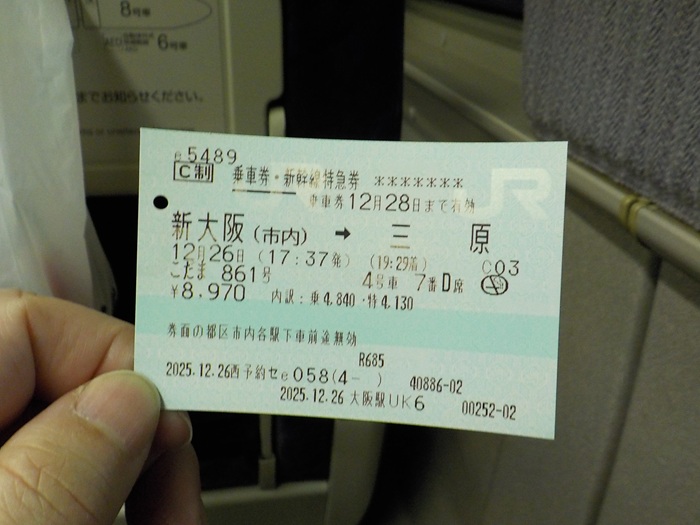 8号車
6号車
までお知らせください。
e5489
C制 乗車券・新幹線特急券 *******
乗車券12月28日まで有効
新大阪(市内) → 三原
12月26日 (17:37発) (19:29着) C03
こだま 861号 4号車 7番D席
¥8,970 内訳:乗4,840・特4,130
券面の都区市内各駅下車前途無効
R685
2025.12.26西予約セe058(4- ) 40886-02
2025.12.26 大阪駅UK6 00252-02
JR